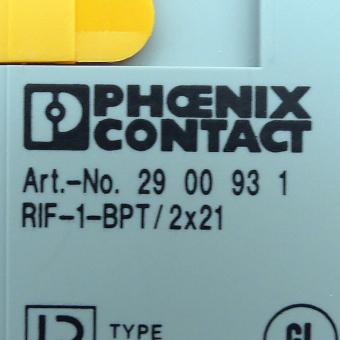 PHŒNIX
CONTACT
Art.-No. 29 00 93 1
RIF-1-BPT/2x21
TYPE